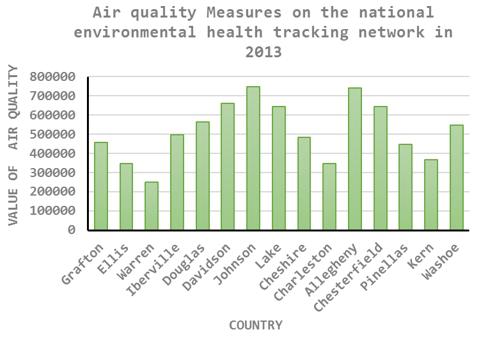 Air quality Measures on the national
environmental health tracking network in
2013
VALUE OF AIR QUALITY
800000
700000
600000
500000
400000
300000
200000
100000
0
Grafton
Ellis
Warren
Iberville
Douglas
Davidson
Johnson
Lake
Cheshire
Charleston
Allegheny
Chesterfield
Pinellas
Kern
Washoe
COUNTRY